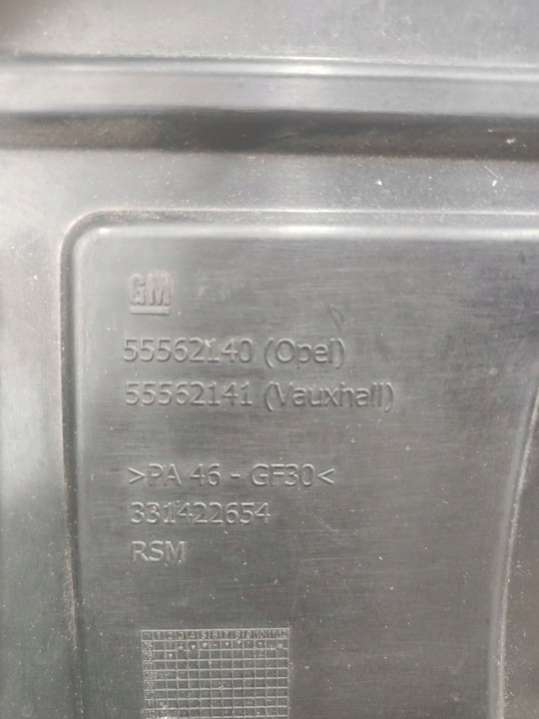 GM
55562140 (Opel)
55562141 (Vauxhall)
>PA 46 - GF30<
331422654
RSM